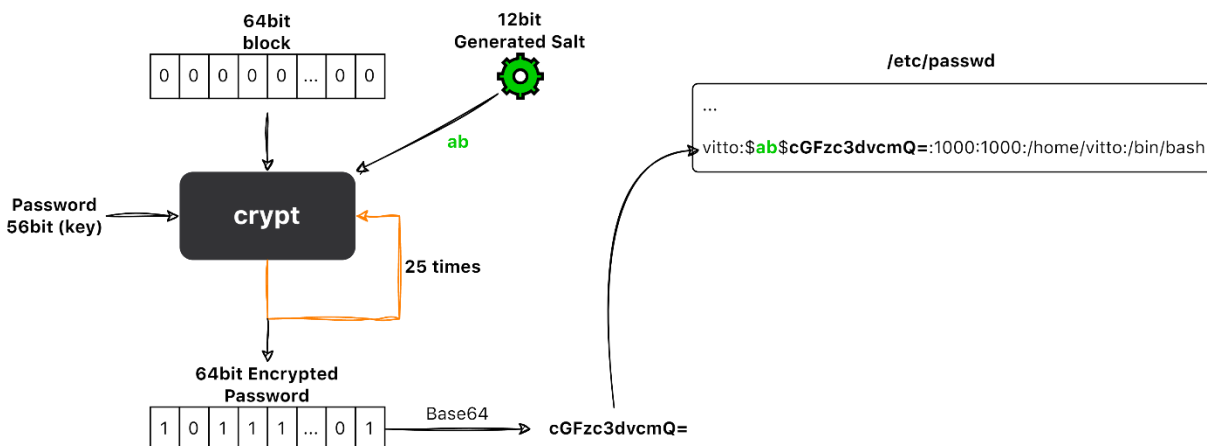 64bit
block
0 0 0 0 0 ... 0 0
12bit
Generated Salt
ab
Password
56bit (key)
crypt
25 times
64bit Encrypted
Password
1 0 1 1 1 ... 0 1
Base64
cGFzc3dvcmQ=
/etc/passwd
...
vitto:$ab$cGFzc3dvcmQ=:1000:1000:/home/vitto:/bin/bash